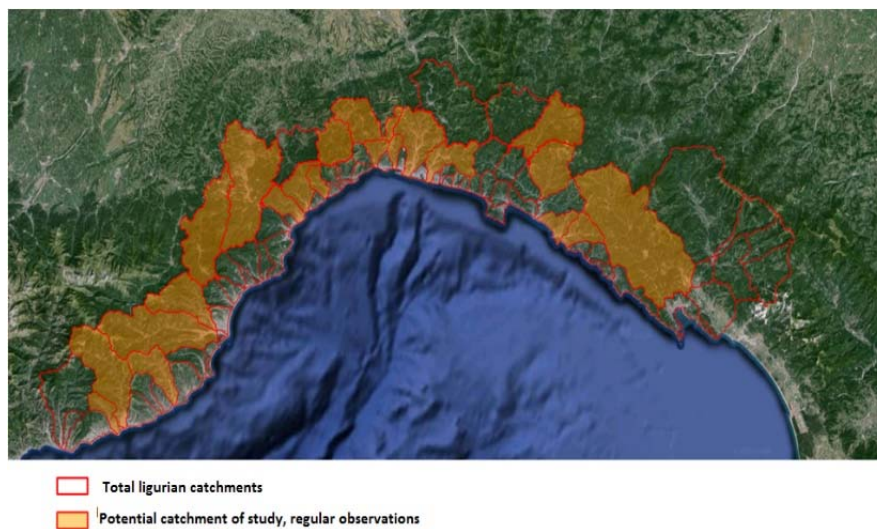 Total ligurian catchments
Potential catchment of study, regular observations